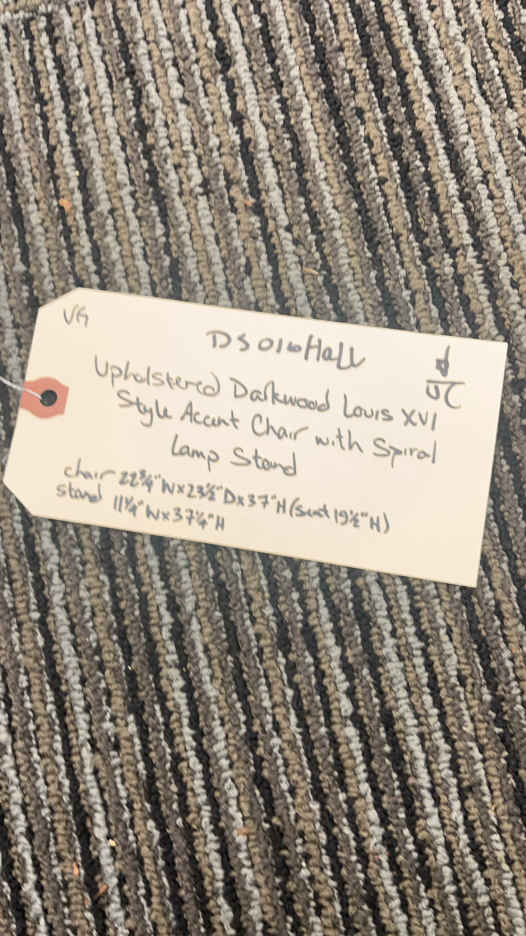 VG
DS016Hall
Upholstered Darkwood Louis XVI
Style Accent Chair with Spiral
Lamp Stand
chair 22¾"W x 23½"D x 37"H (seat 19½"H)
stand 11¼"W x 37¼"H